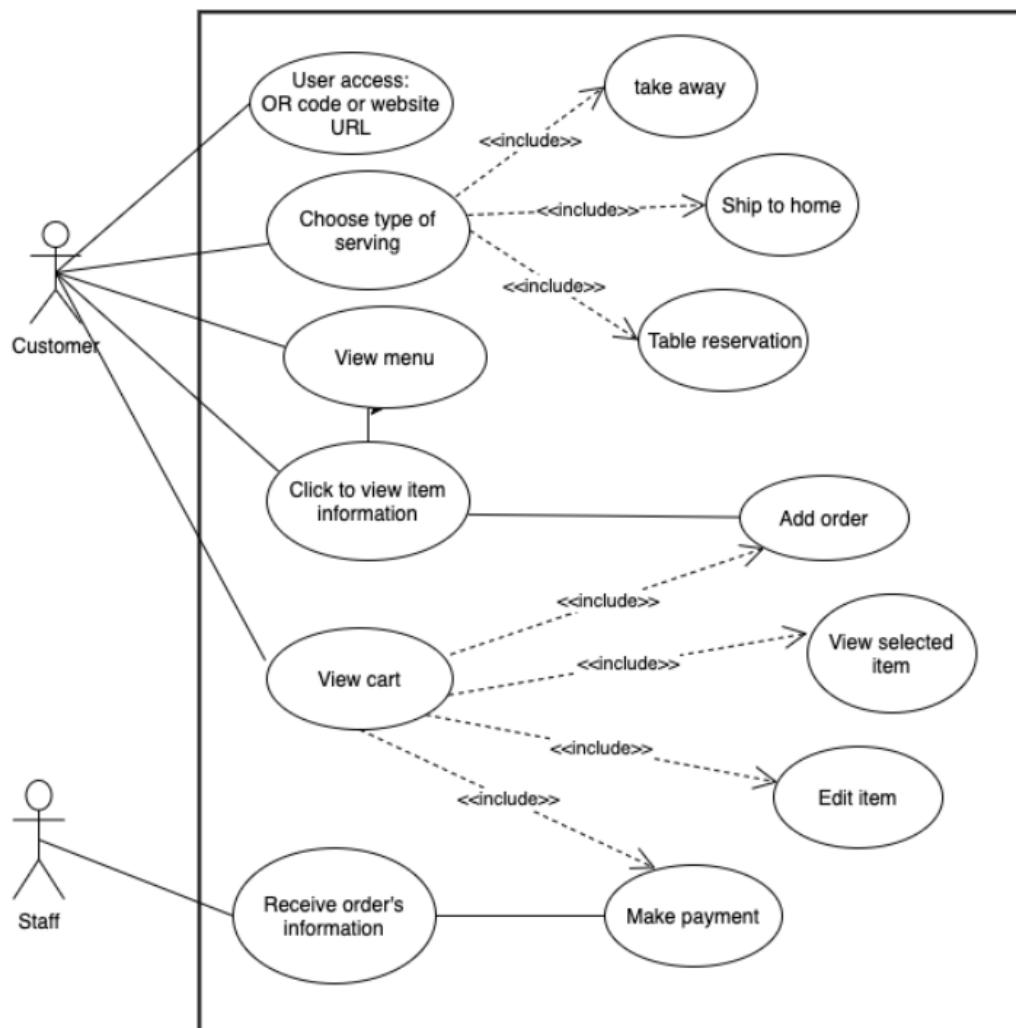 User access:
OR code or website
URL
take away
<<include>>
Choose type of
serving
<<include>>
Ship to home
<<include>>
Customer
View menu
Table reservation
Click to view item
information
Add order
<<include>>
View cart
<<include>>
View selected
item
<<include>>
<<include>>
Edit item
Staff
Receive order's
information
Make payment